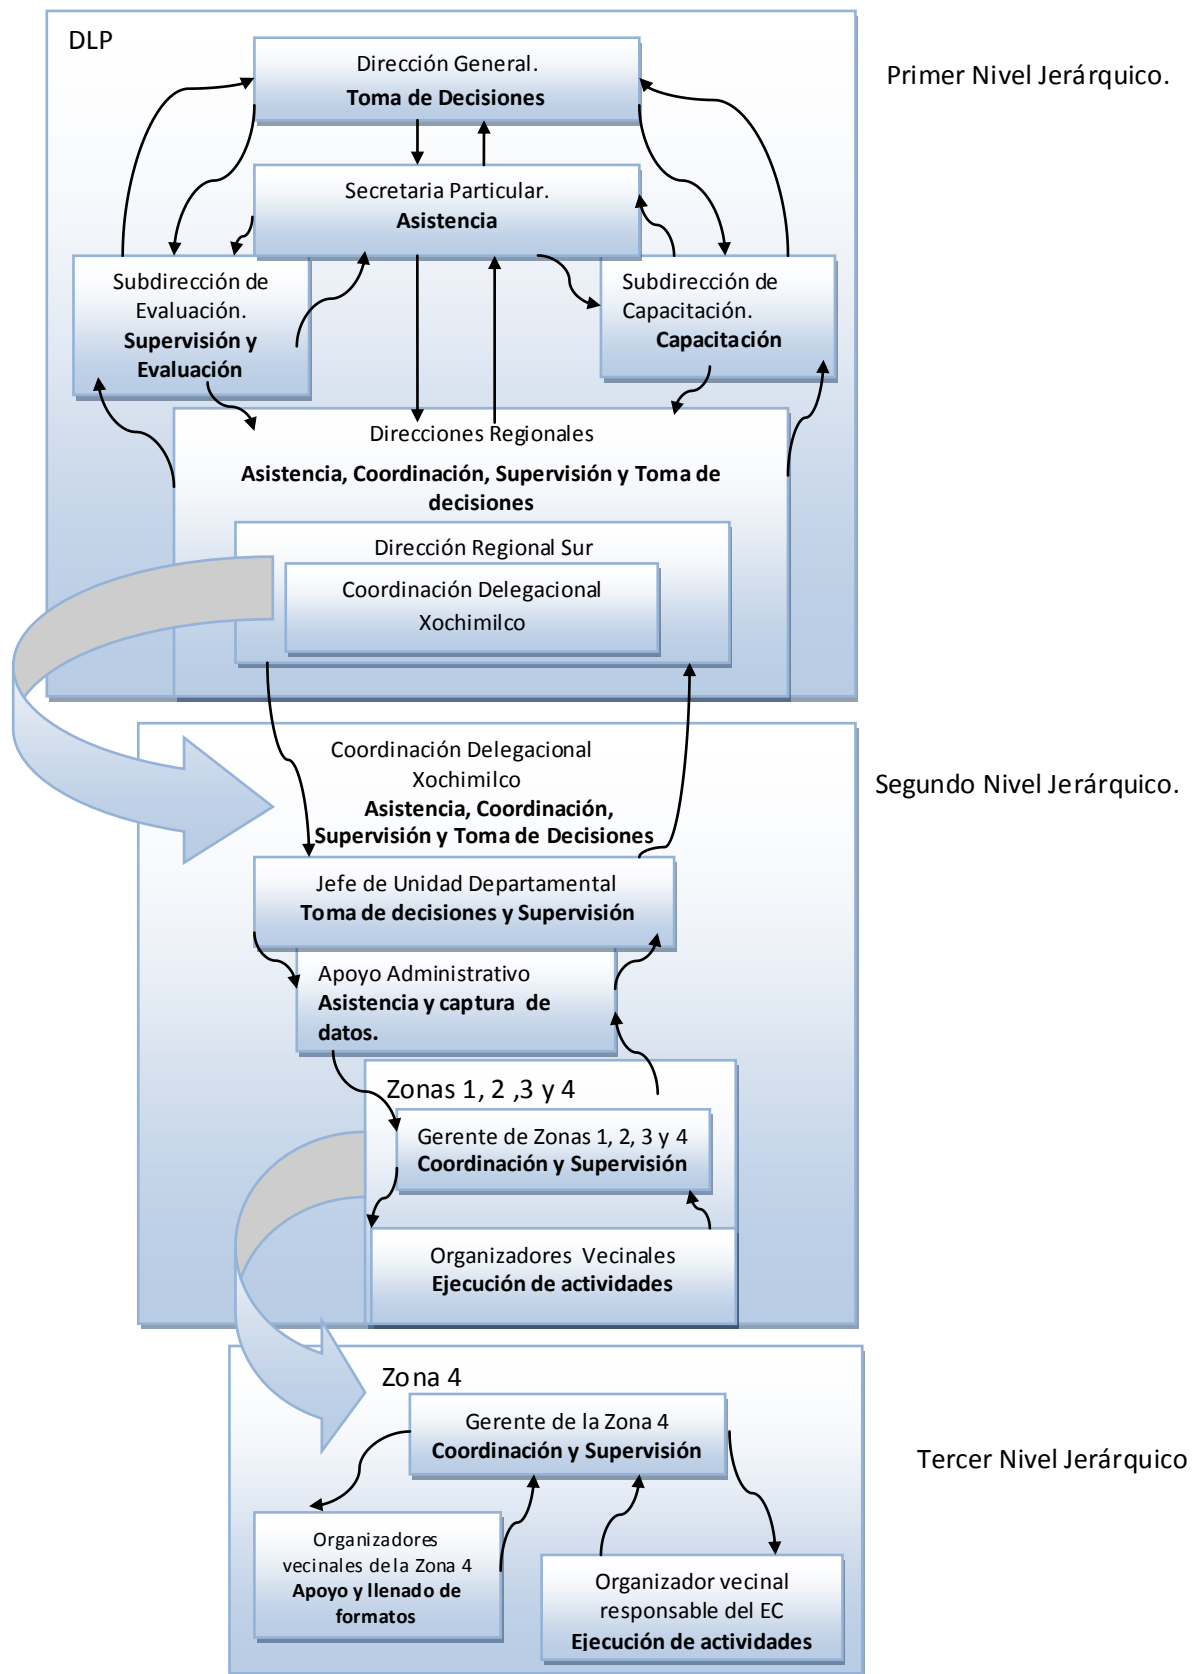 DLP
Primer Nivel Jerárquico.
Dirección General.
Toma de Decisiones
Secretaria Particular.
Asistencia
Subdirección de
Evaluación.
Supervisión y
Evaluación
Subdirección de
Capacitación.
Capacitación
Direcciones Regionales
Asistencia, Coordinación, Supervisión y Toma de
decisiones
Dirección Regional Sur
Coordinación Delegacional
Xochimilco
Segundo Nivel Jerárquico.
Coordinación Delegacional
Xochimilco
Asistencia, Coordinación,
Supervisión y Toma de Decisiones
Jefe de Unidad Departamental
Toma de decisiones y Supervisión
Apoyo Administrativo
Asistencia y captura de
datos.
Zonas 1, 2 ,3 y 4
Gerente de Zonas 1, 2, 3 y 4
Coordinación y Supervisión
Organizadores Vecinales
Ejecución de actividades
Zona 4
Gerente de la Zona 4
Coordinación y Supervisión
Tercer Nivel Jerárquico
Organizadores
vecinales de la Zona 4
Apoyo y llenado de
formatos
Organizador vecinal
responsable del EC
Ejecución de actividades